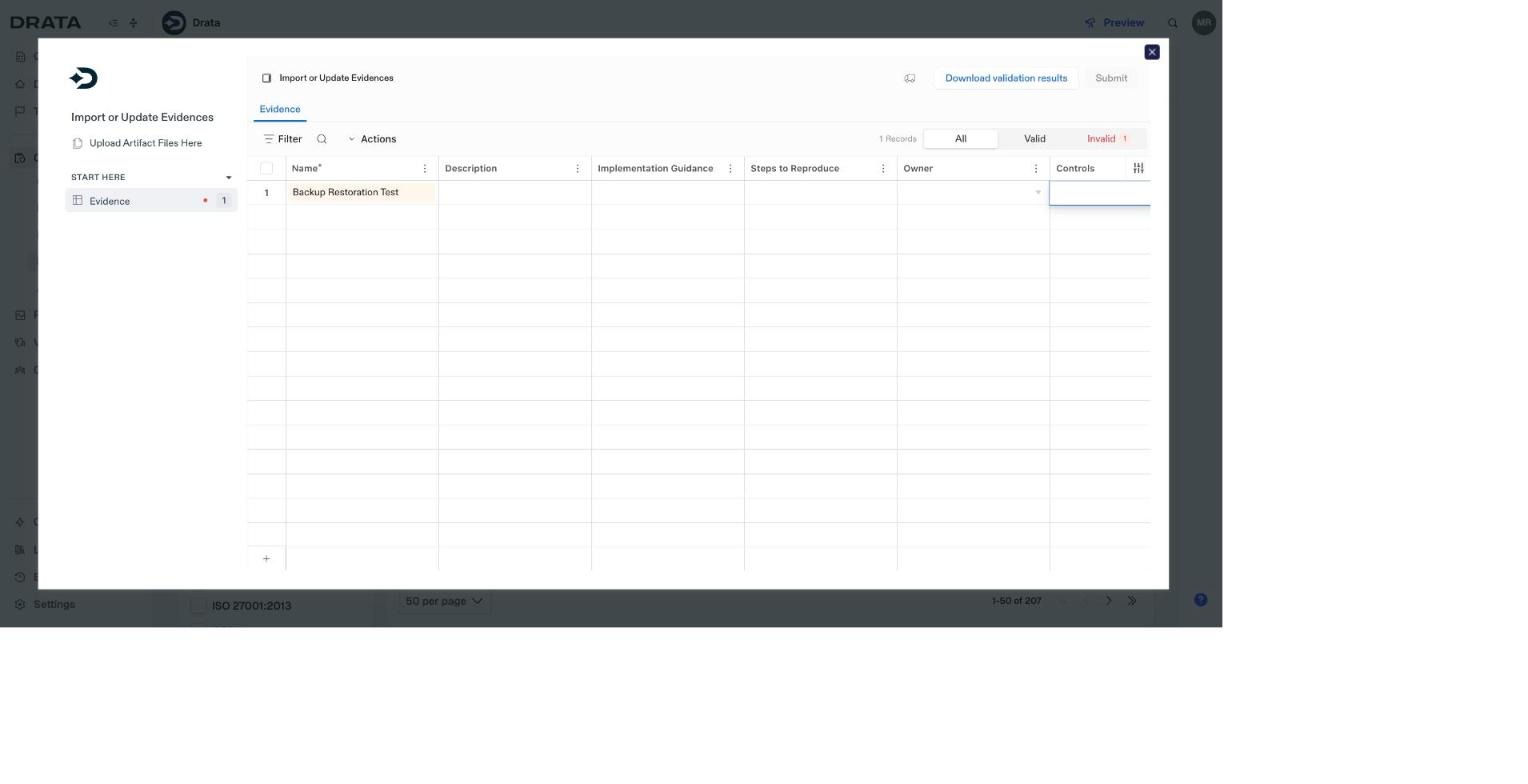 DRATA
Drata
Preview
MR
Import or Update Evidences
Upload Artifact Files Here
START HERE
Evidence
1
Import or Update Evidences
Download validation results
Submit
Evidence
Filter
Actions
1 Records
All
Valid
Invalid 1
Name*
Description
Implementation Guidance
Steps to Reproduce
Owner
Controls
1
Backup Restoration Test
+
Settings
ISO 27001:2013
50 per page
1-50 of 207
?